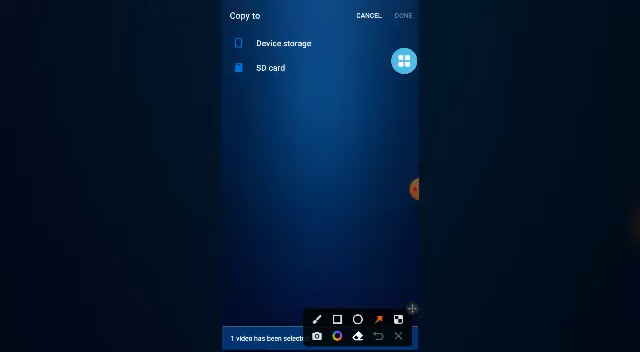 Copy to CANCEL DONE
Device storage
SD card
1 video has been selecte